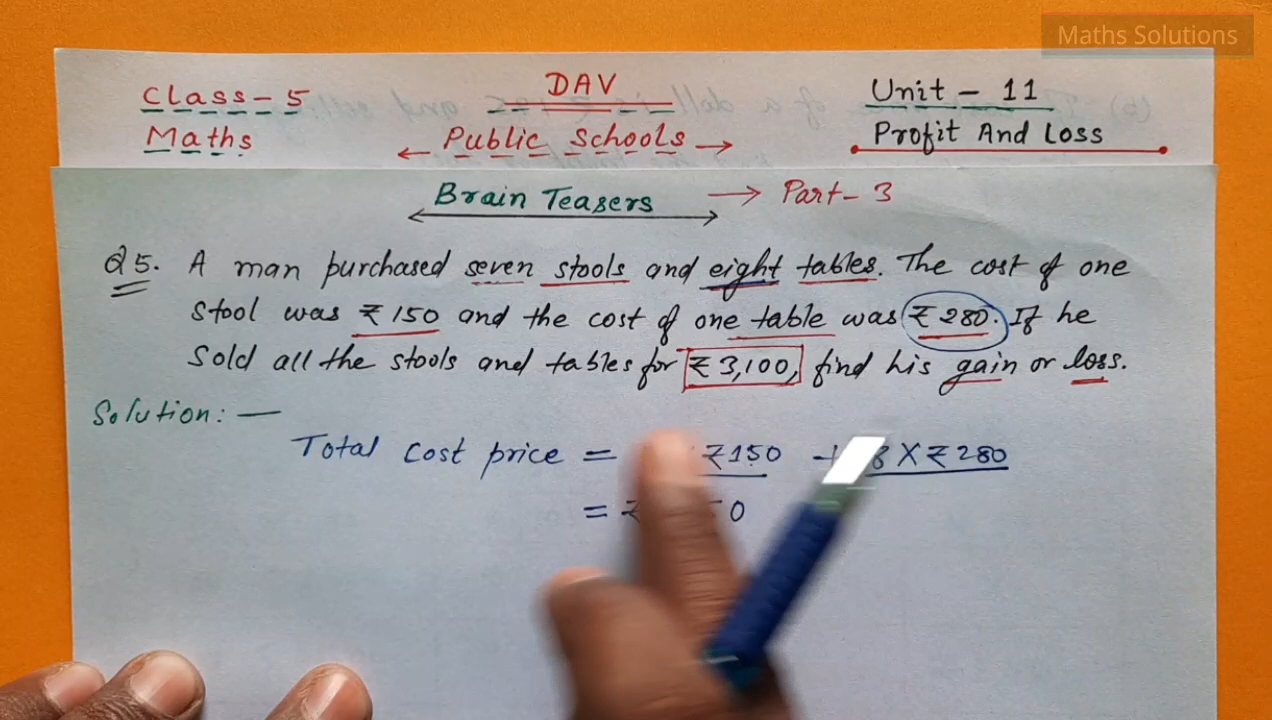 Maths Solutions
Class-5 DAV Unit - 11
Maths Public Schools Profit And Loss
Brain Teasers → Part-3
Q5. A man purchased seven stools and eight tables. The cost of one
stool was ₹150 and the cost of one table was ₹280. If he
Sold all the stools and tables for ₹3,100, find his gain or loss.
Solution:—
Total cost price = ₹150 + 8 X ₹280
= ₹ 50